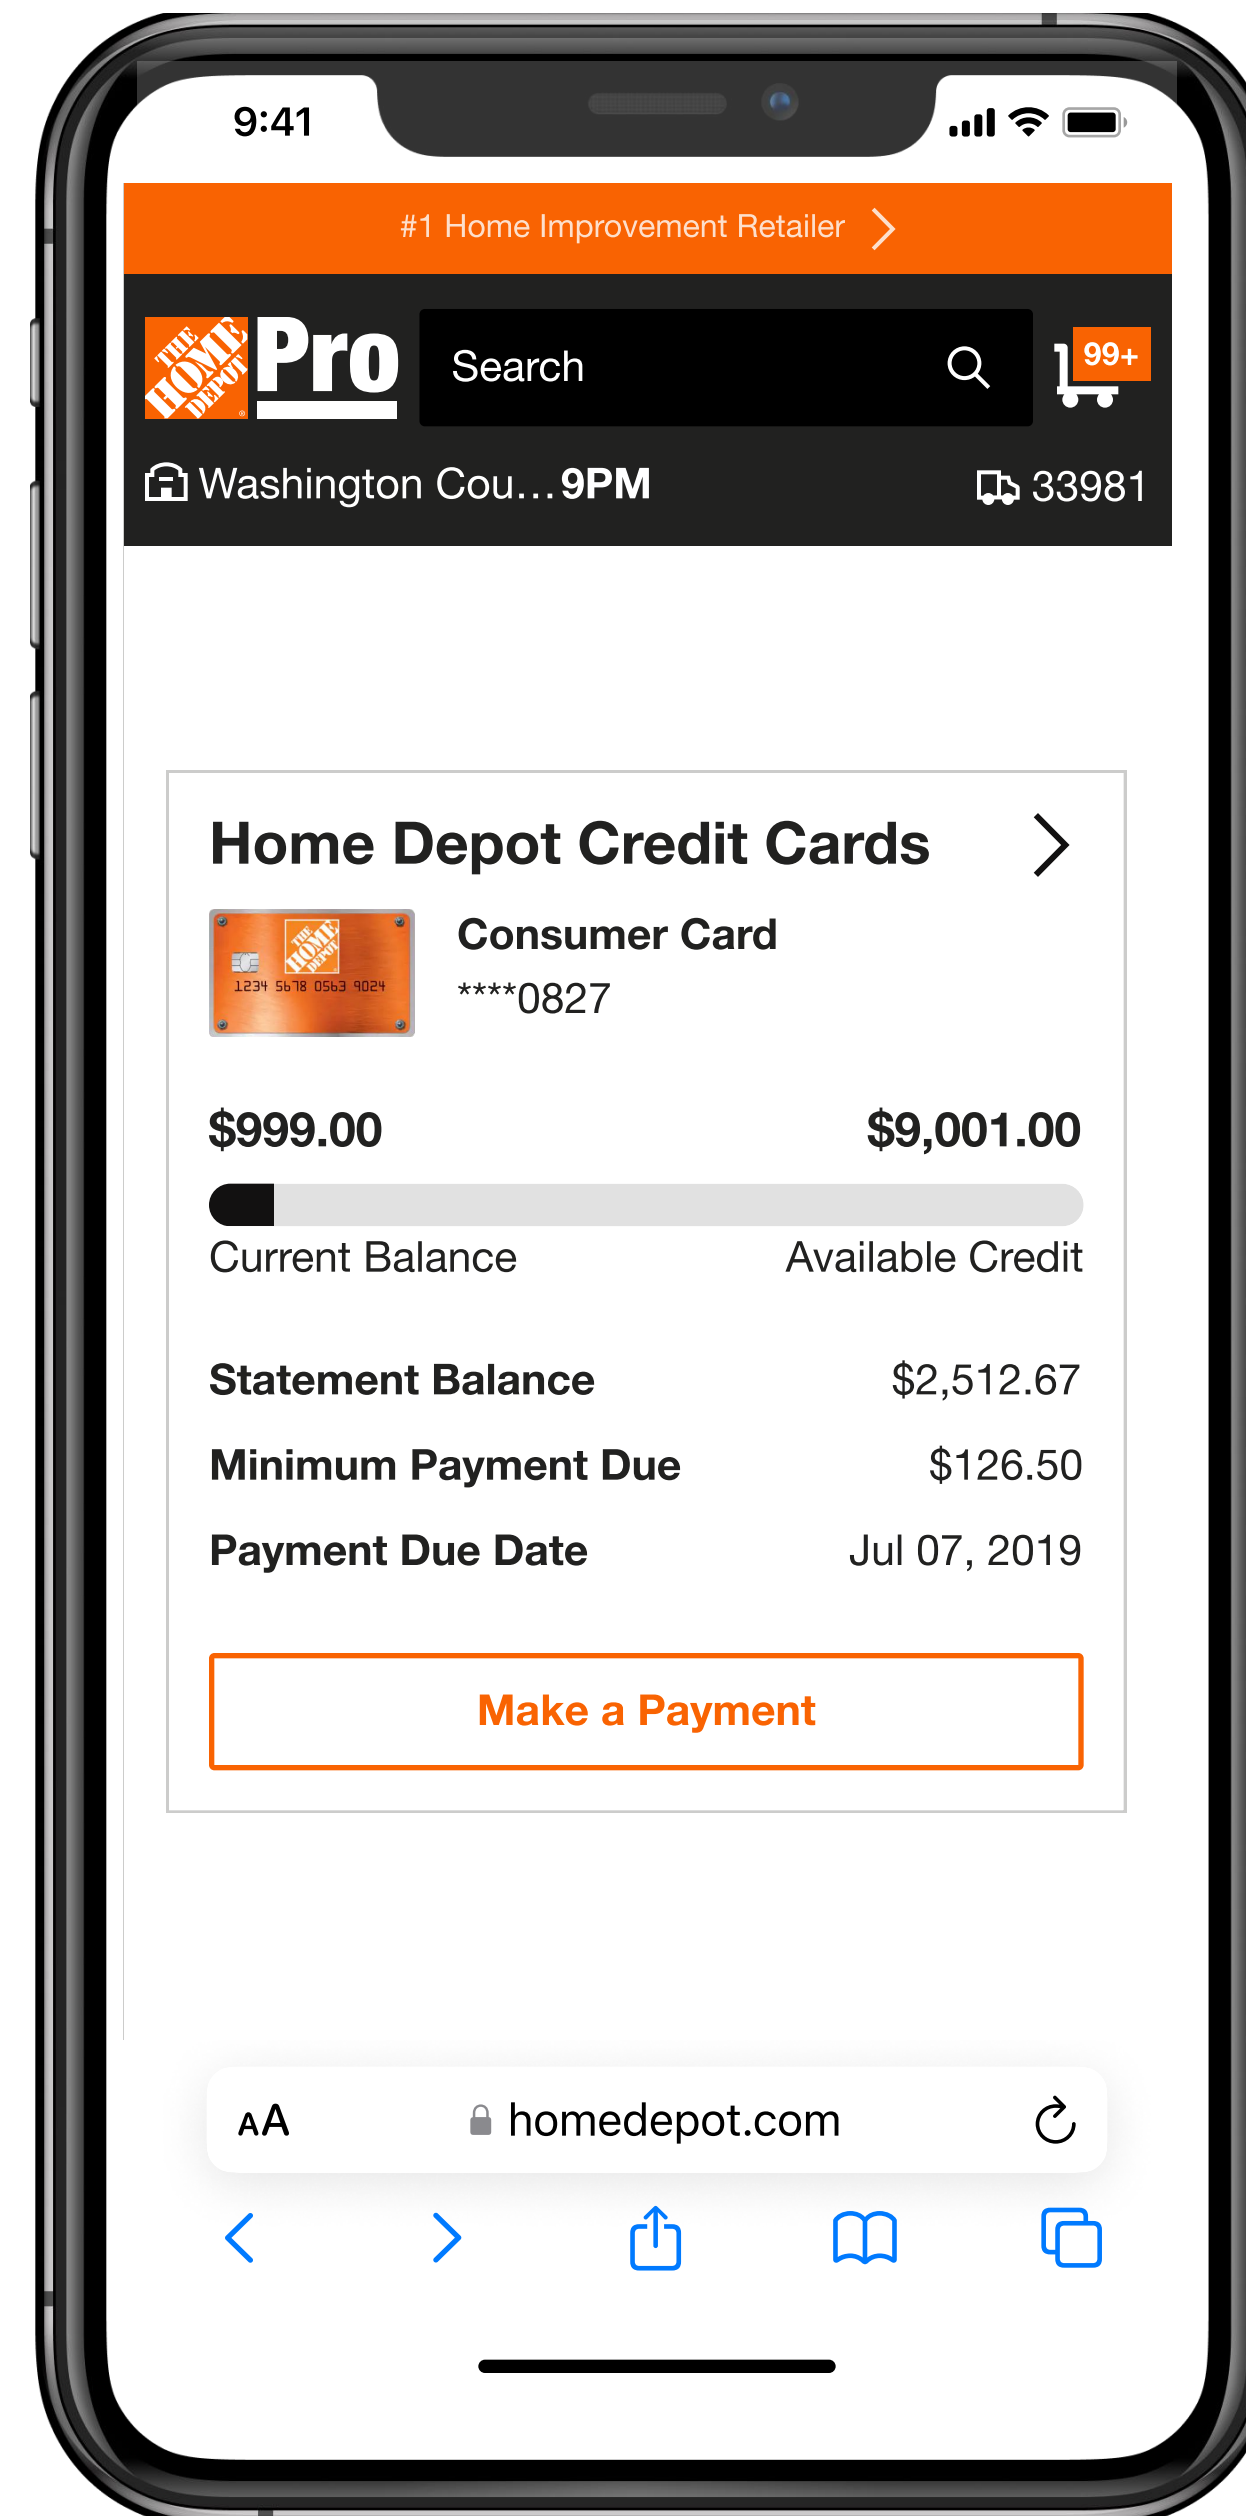 9:41
#1 Home Improvement Retailer
THE HOME DEPOT Pro Search 99+
Washington Cou... 9PM 33981
Home Depot Credit Cards
THE HOME DEPOT
1234 5678 0563 9024
Consumer Card
****0827
$999.00 $9,001.00
Current Balance Available Credit
Statement Balance $2,512.67
Minimum Payment Due $126.50
Payment Due Date Jul 07, 2019
Make a Payment
AA homedepot.com